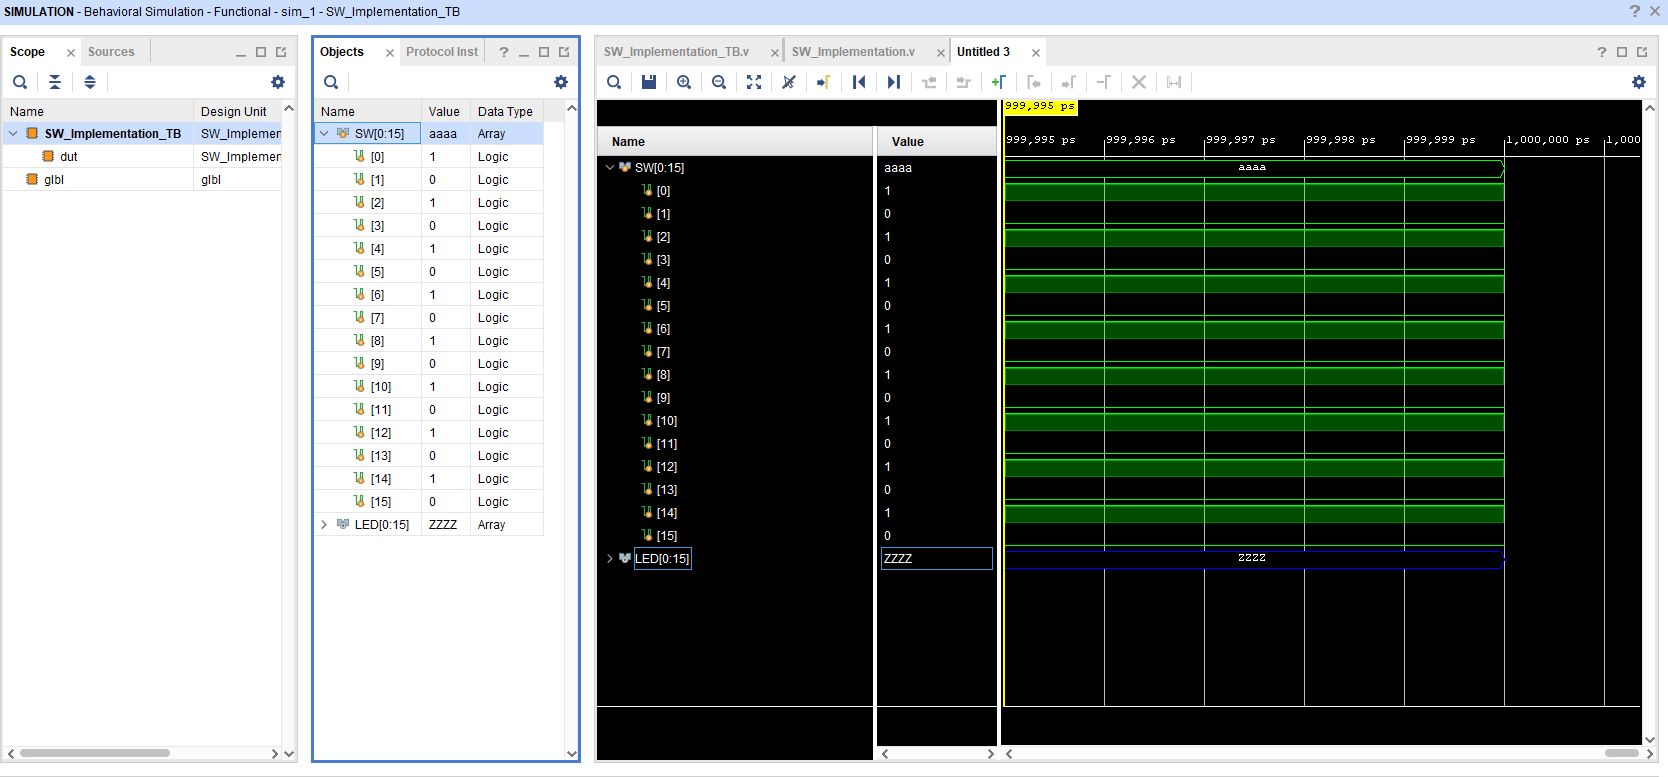 SIMULATION - Behavioral Simulation - Functional - sim_1 - SW_Implementation_TB
Scope
Sources
Name
Design Unit
SW_Implementation_TB
SW_Implemen
dut
SW_Implemen
glbl
glbl
Objects
Protocol Inst
Name Value Data Type
SW[0:15] aaaa Array
[0] 1 Logic
[1] 0 Logic
[2] 1 Logic
[3] 0 Logic
[4] 1 Logic
[5] 0 Logic
[6] 1 Logic
[7] 0 Logic
[8] 1 Logic
[9] 0 Logic
[10] 1 Logic
[11] 0 Logic
[12] 1 Logic
[13] 0 Logic
[14] 1 Logic
[15] 0 Logic
LED[0:15] ZZZZ Array
SW_Implementation_TB.v
SW_Implementation.v
Untitled 3
999,995 ps
Name
Value
999,995 ps 999,996 ps 999,997 ps 999,998 ps 999,999 ps 1,000,000 ps 1,000
SW[0:15] aaaa aaaa
[0] 1
[1] 0
[2] 1
[3] 0
[4] 1
[5] 0
[6] 1
[7] 0
[8] 1
[9] 0
[10] 1
[11] 0
[12] 1
[13] 0
[14] 1
[15] 0
LED[0:15] ZZZZ ZZZZ